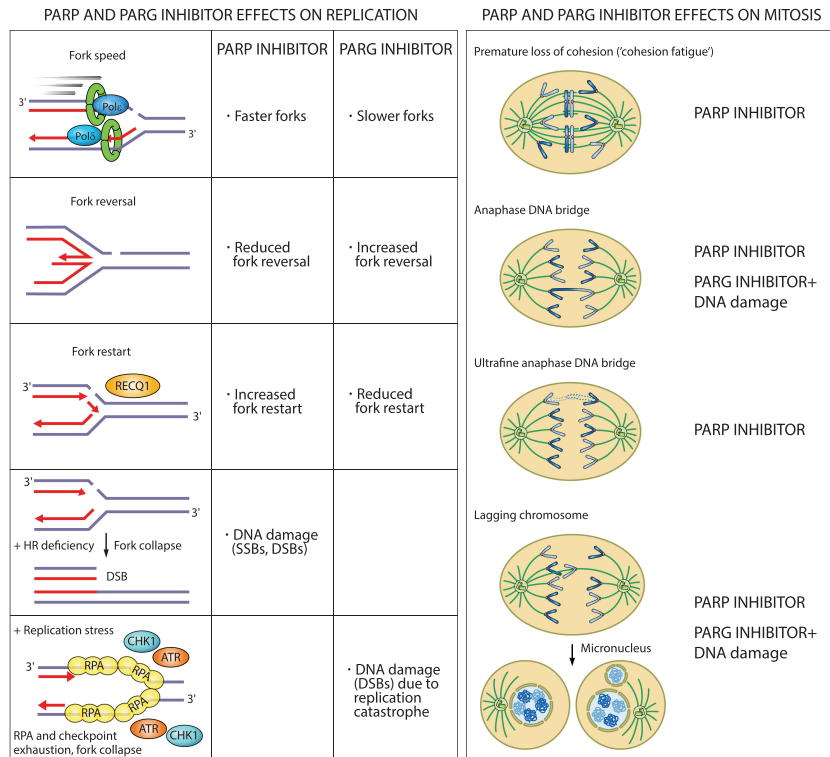 PARP AND PARG INHIBITOR EFFECTS ON REPLICATION
Fork speed
PARP INHIBITOR
PARG INHIBITOR
3'
Polε
Polδ
3'
· Faster forks
· Slower forks
Fork reversal
· Reduced
fork reversal
· Increased
fork reversal
Fork restart
3'
RECQ1
3'
· Increased
fork restart
· Reduced
fork restart
3'
3'
+ HR deficiency
Fork collapse
DSB
· DNA damage
(SSBs, DSBs)
+ Replication stress
CHK1
ATR
3'
RPA
RPA
3'
RPA
RPA
ATR
CHK1
RPA and checkpoint
exhaustion, fork collapse
· DNA damage
(DSBs) due to
replication
catastrophe
PARP AND PARG INHIBITOR EFFECTS ON MITOSIS
Premature loss of cohesion ('cohesion fatigue')
PARP INHIBITOR
Anaphase DNA bridge
PARP INHIBITOR
PARG INHIBITOR+
DNA damage
Ultrafine anaphase DNA bridge
PARP INHIBITOR
Lagging chromosome
PARP INHIBITOR
PARG INHIBITOR+
DNA damage
Micronucleus